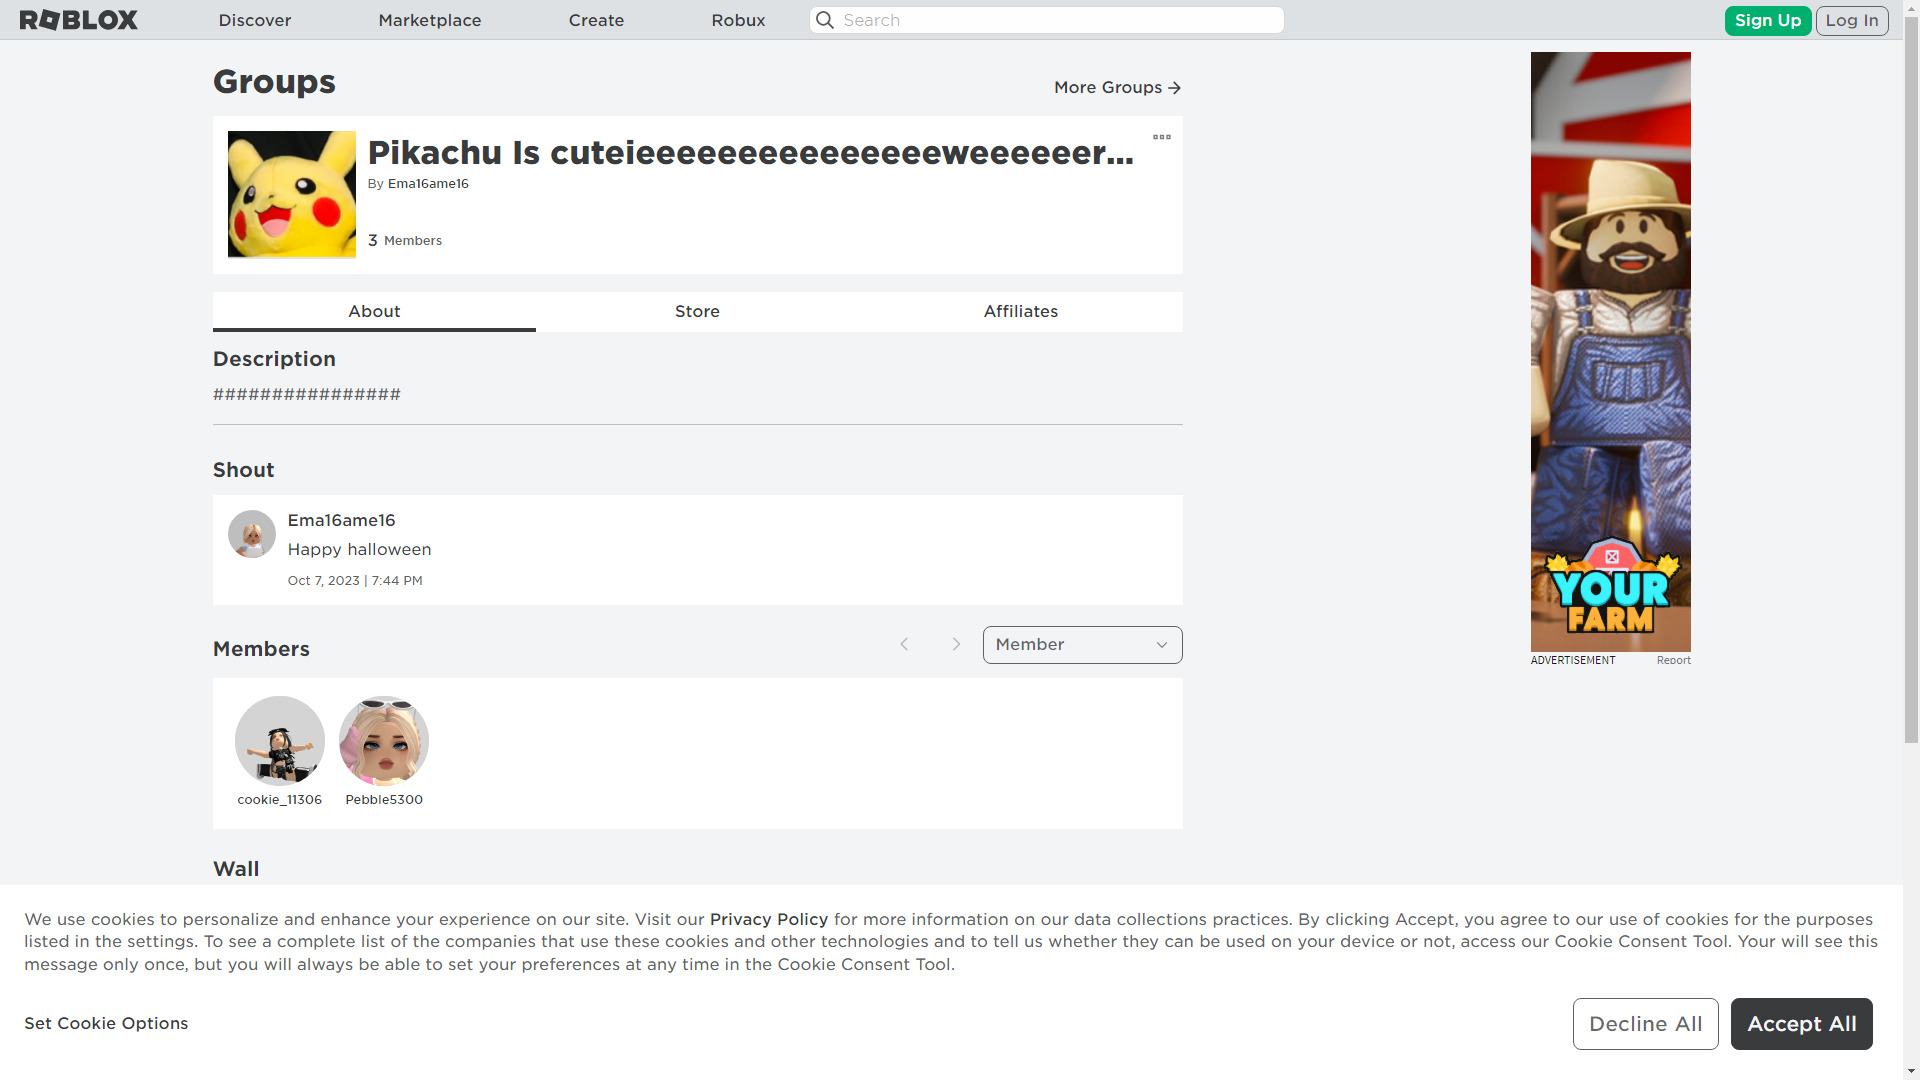 ROBLOX
Discover
Marketplace
Create
Robux
Search
Sign Up
Log In
Groups
More Groups
Pikachu Is cuteieeeeeeeeeeeeeeeweeeeeer...
By Ema16ame16
3 Members
About
Store
Affiliates
Description
################
Shout
Ema16ame16
Happy halloween
Oct 7, 2023 | 7:44 PM
Members
Member
cookie_11306
Pebble5300
Wall
YOUR
FARM
ADVERTISEMENT
Report
We use cookies to personalize and enhance your experience on our site. Visit our Privacy Policy for more information on our data collections practices. By clicking Accept, you agree to our use of cookies for the purposes
listed in the settings. To see a complete list of the companies that use these cookies and other technologies and to tell us whether they can be used on your device or not, access our Cookie Consent Tool. Your will see this
message only once, but you will always be able to set your preferences at any time in the Cookie Consent Tool.
Set Cookie Options
Decline All
Accept All